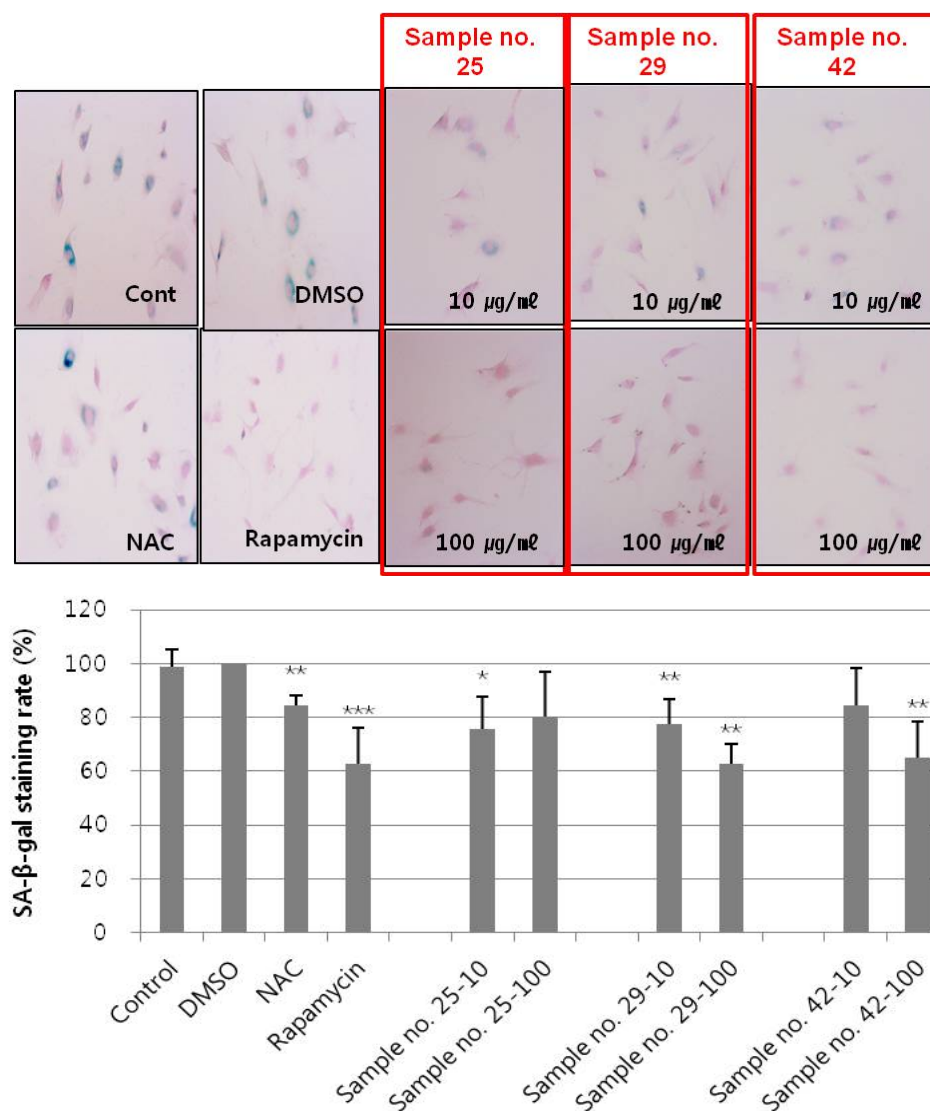 Sample no.
25
Sample no.
29
Sample no.
42
Cont
DMSO
10 ㎍/㎖
10 ㎍/㎖
10 ㎍/㎖
NAC
Rapamycin
100 ㎍/㎖
100 ㎍/㎖
100 ㎍/㎖
SA-β-gal staining rate (%)
120
100
80
60
40
20
0
**
***
*
**
**
**
Control
DMSO
NAC
Rapamycin
Sample no. 25-10
Sample no. 25-100
Sample no. 29-10
Sample no. 29-100
Sample no. 42-10
Sample no. 42-100